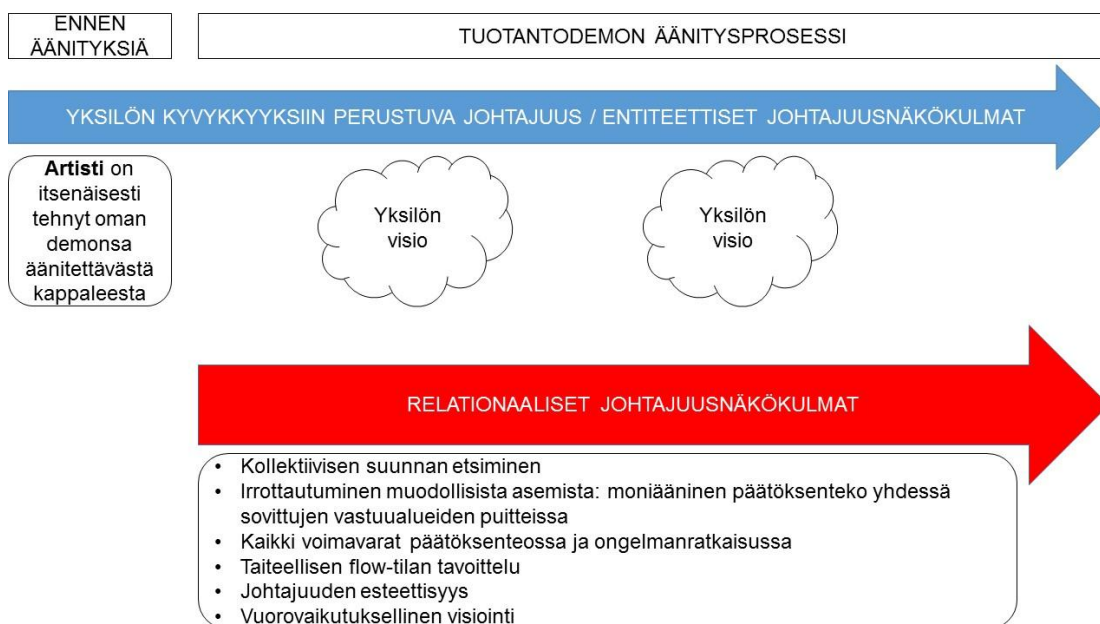 ENNEN
ÄÄNITYKSIÄ
TUOTANTODEMON ÄÄNITYSPROSESSI
YKSILÖN KYVYKKYYKSIIN PERUSTUVA JOHTAJUUS / ENTITEETTISET JOHTAJUUSNÄKÖKULMAT
Artisti on
itsenäisesti
tehnyt oman
demonsa
äänitettävästä
kappaleesta
Yksilön
visio
Yksilön
visio
RELATIONAALISET JOHTAJUUSNÄKÖKULMAT
• Kollektiivisen suunnan etsiminen
• Irrottautuminen muodollisista asemista: moniääninen päätöksenteko yhdessä
sovittujen vastuualueiden puitteissa
• Kaikki voimavarat päätöksenteossa ja ongelmanratkaisussa
• Taiteellisen flow-tilan tavoittelu
• Johtajuuden esteettisyys
• Vuorovaikutuksellinen visiointi